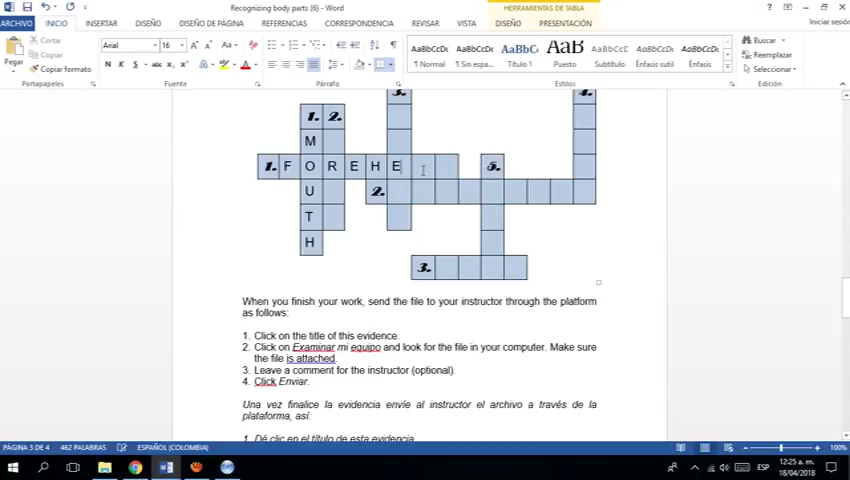 Recognizing body parts (6) - Word
HERRAMIENTAS DE TABLA
ARCHIVO INICIO INSERTAR DISEÑO DISEÑO DE PÁGINA REFERENCIAS CORRESPONDENCIA REVISAR VISTA DISEÑO PRESENTACIÓN Iniciar sesión
Cortar
Copiar
Copiar formato
Pegar
Portapapeles
Arial 16
Fuente
Párrafo
AaBbCcDc AaBbCcDc AaBbC AaBbCc AaB AaBbCcC AaBbCcDc AaBbCcDc
¶ Normal ¶ Sin espa... Título 1 Título 2 Puesto Subtítulo Énfasis sutil Énfasis
Estilos
Buscar
Reemplazar
Seleccionar
Edición
3. 4.
1. 2.
M
1. F O R E H E 5.
U 2.
T
H
3.
When you finish your work, send the file to your instructor through the platform
as follows:
1. Click on the title of this evidence.
2. Click on Examinar mi equipo and look for the file in your computer. Make sure
the file is attached.
3. Leave a comment for the instructor (optional).
4. Click Enviar.
Una vez finalice la evidencia envíe al instructor el archivo a través de la
plataforma, así:
1. Dé clic en el título de esta evidencia.
PÁGINA 3 DE 4 462 PALABRAS ESPAÑOL (COLOMBIA) 100%
ESP
12:25 a. m.
18/04/2018